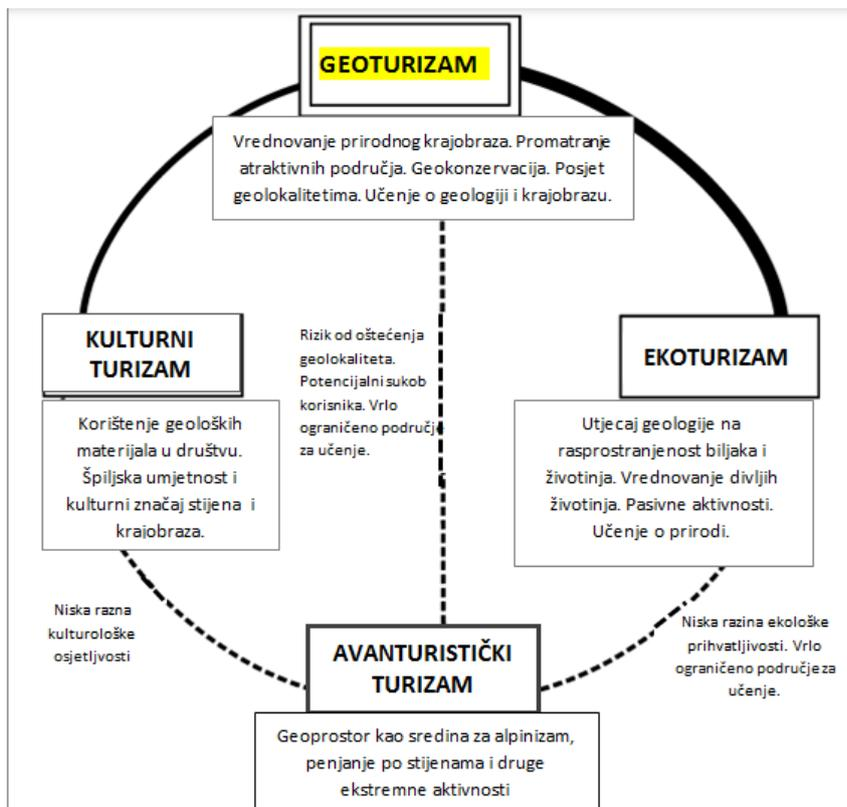 GEOTURIZAM
Vrednovanje prirodnog krajobraza. Promatranje
atraktivnih područja. Geokonzervacija. Posjet
geolokalitetima. Učenje o geologiji i krajobrazu.
KULTURNI
TURIZAM
Korištenje geoloških
materijala u društvu.
Špiljska umjetnost i
kulturni značaj stijena i
krajobraza.
Rizik od oštećenja
geolokaliteta.
Potencijalni sukob
korisnika. Vrlo
ograničeno područje
za učenje.
EKOTURIZAM
Utjecaj geologije na
rasprostranjenost biljaka i
životinja. Vrednovanje divljih
životinja. Pasivne aktivnosti.
Učenje o prirodi.
Niska razna
kulturološke
osjetljvosti
Niska razina ekološke
prihvatljivosti. Vrlo
ograničeno područje za
učenje.
AVANTURISTIČKI
TURIZAM
Geoprostor kao sredina za alpinizam,
penjanje po stijenama i druge
ekstremne aktivnosti